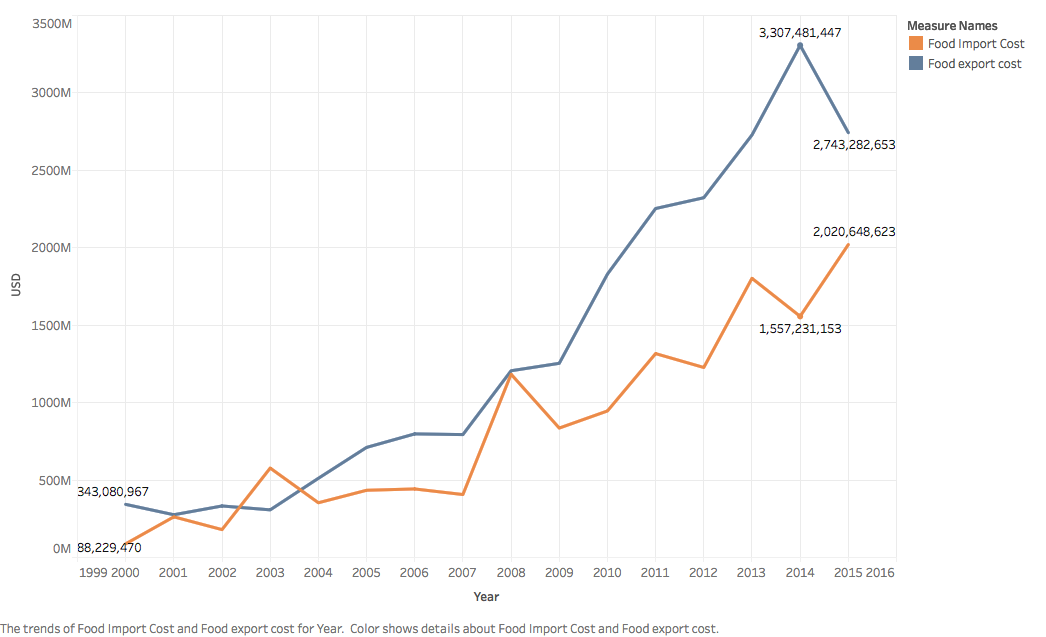 3500M
3000M
2500M
2000M
1500M
1000M
500M
0M
USD
3,307,481,447
2,743,282,653
2,020,648,623
1,557,231,153
343,080,967
88,229,470
1999 2000 2001 2002 2003 2004 2005 2006 2007 2008 2009 2010 2011 2012 2013 2014 2015 2016
Year
Measure Names
Food Import Cost
Food export cost
The trends of Food Import Cost and Food export cost for Year. Color shows details about Food Import Cost and Food export cost.